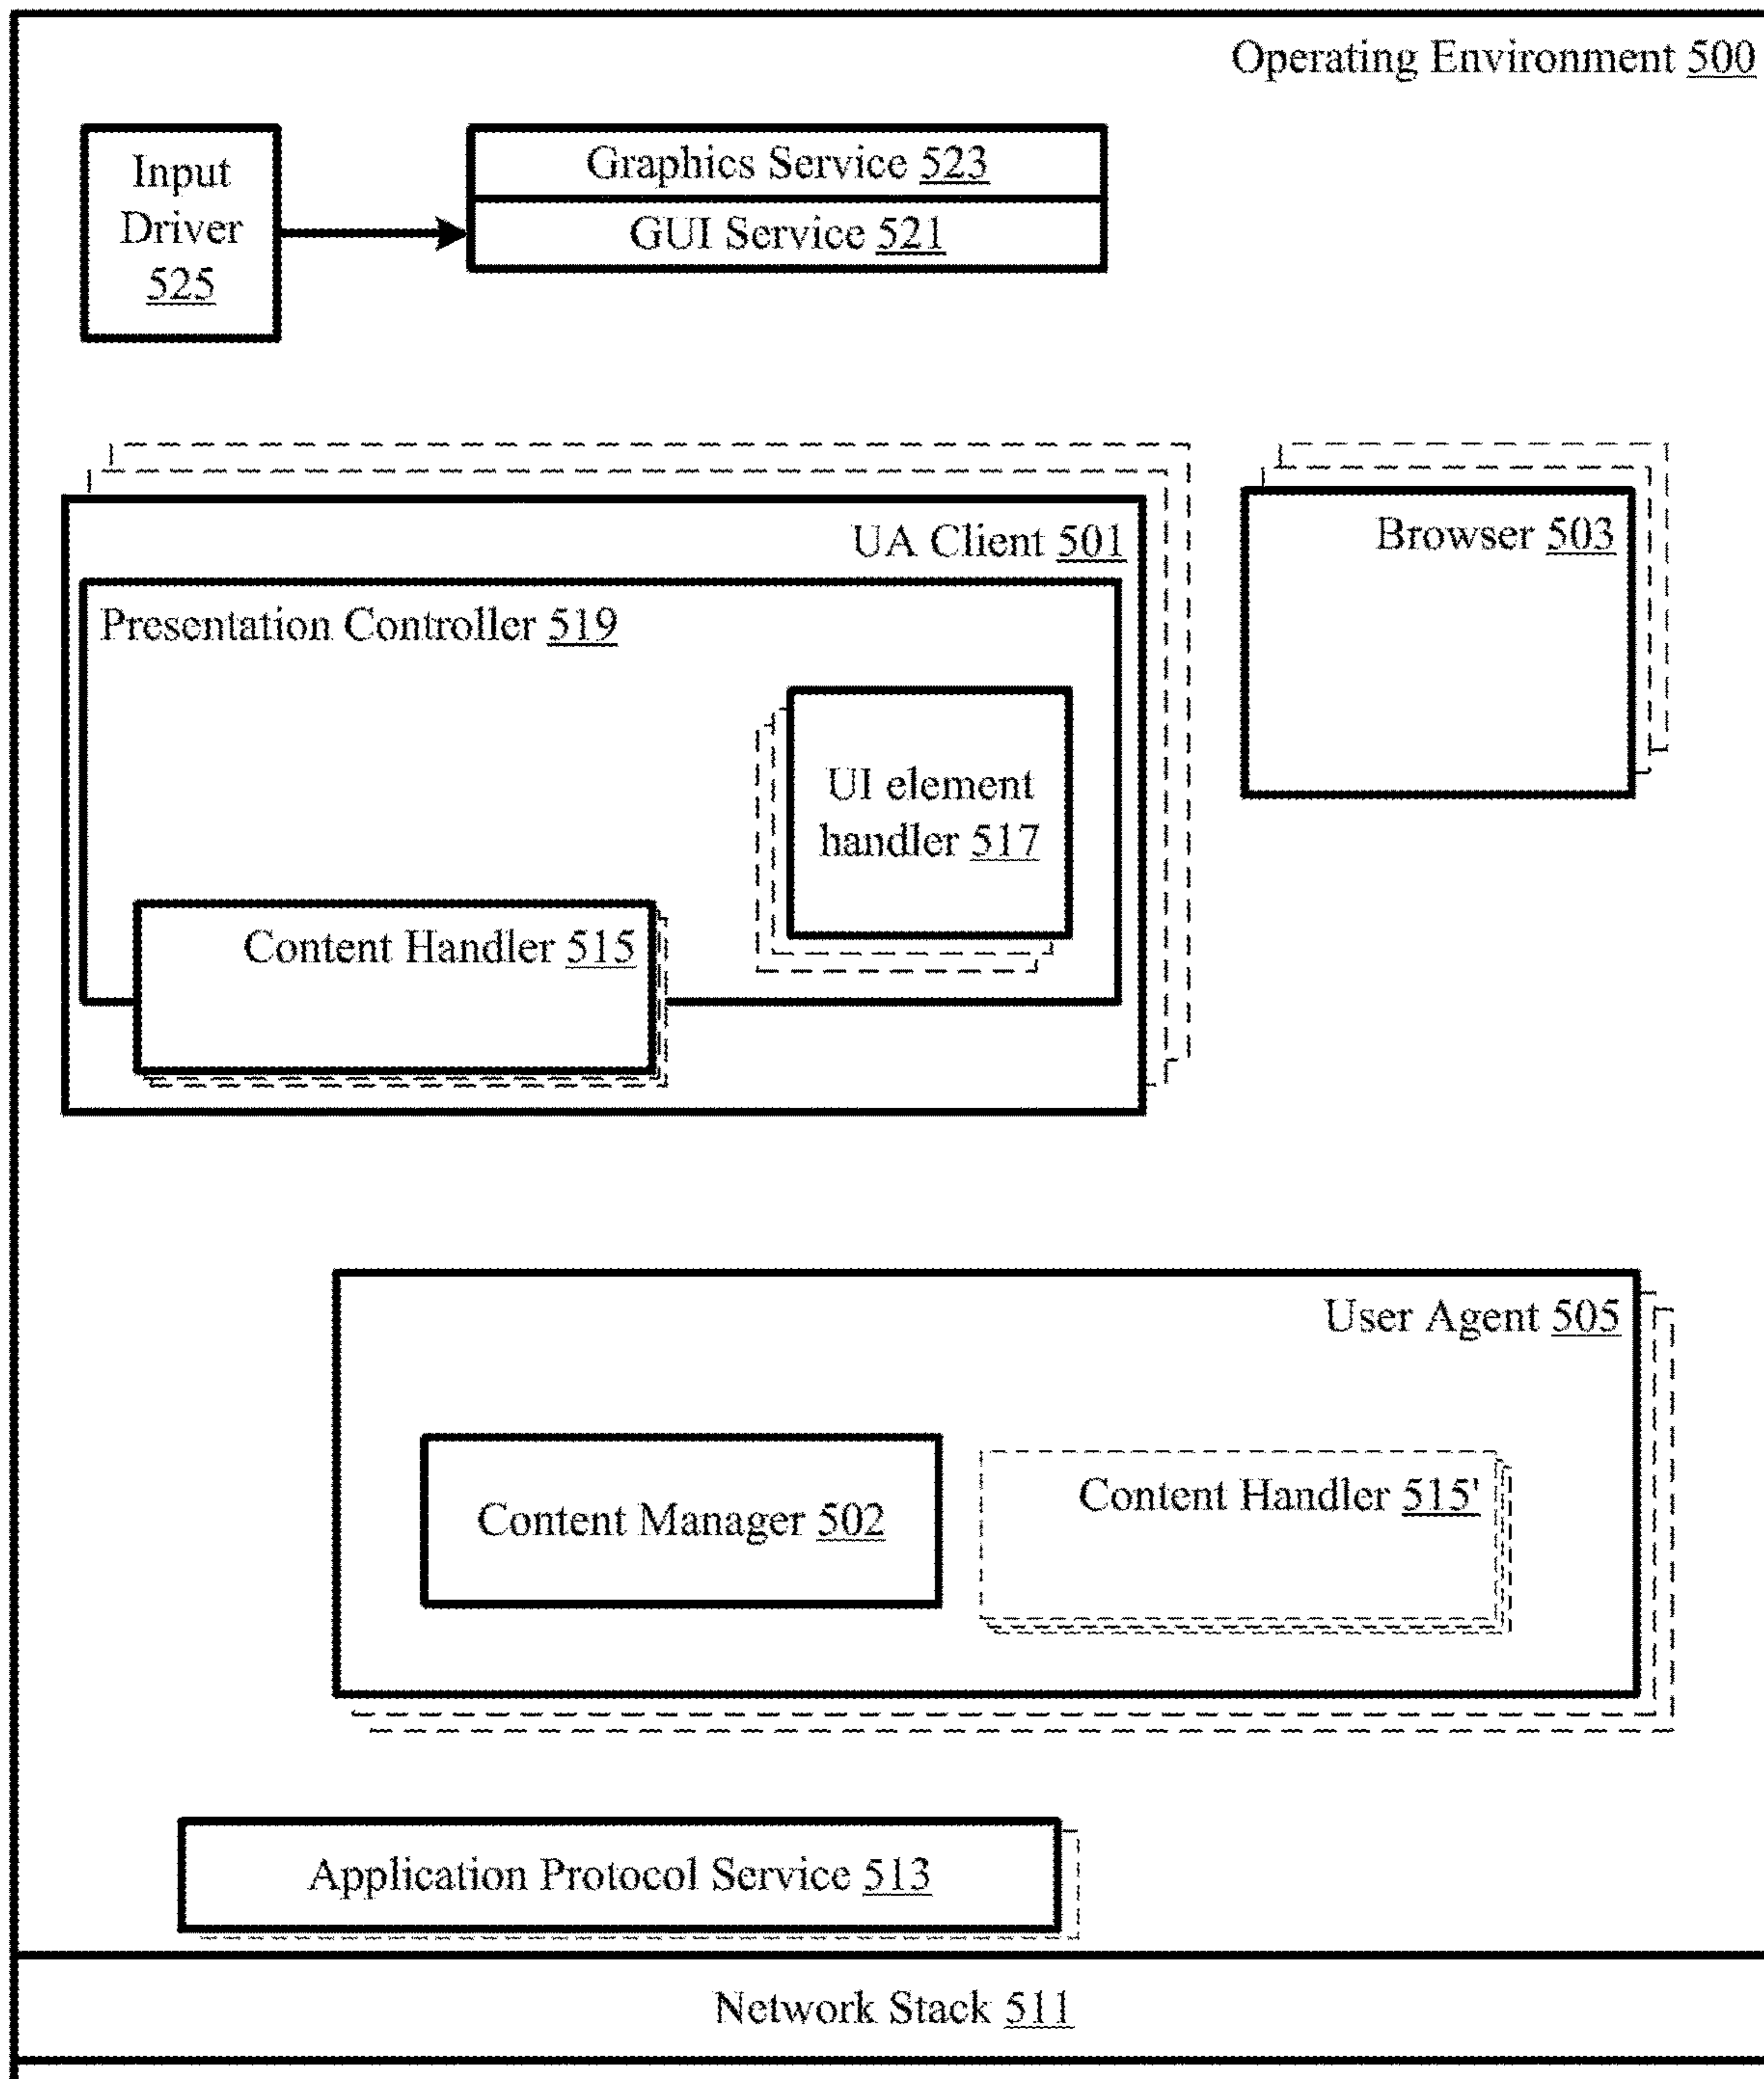 Operating Environment 500
Input
Driver
525
Graphics Service 523
GUI Service 521
UA Client 501
Browser 503
Presentation Controller 519
UI element
handler 517
Content Handler 515
User Agent 505
Content Manager 502
Content Handler 515'
Application Protocol Service 513
Network Stack 511